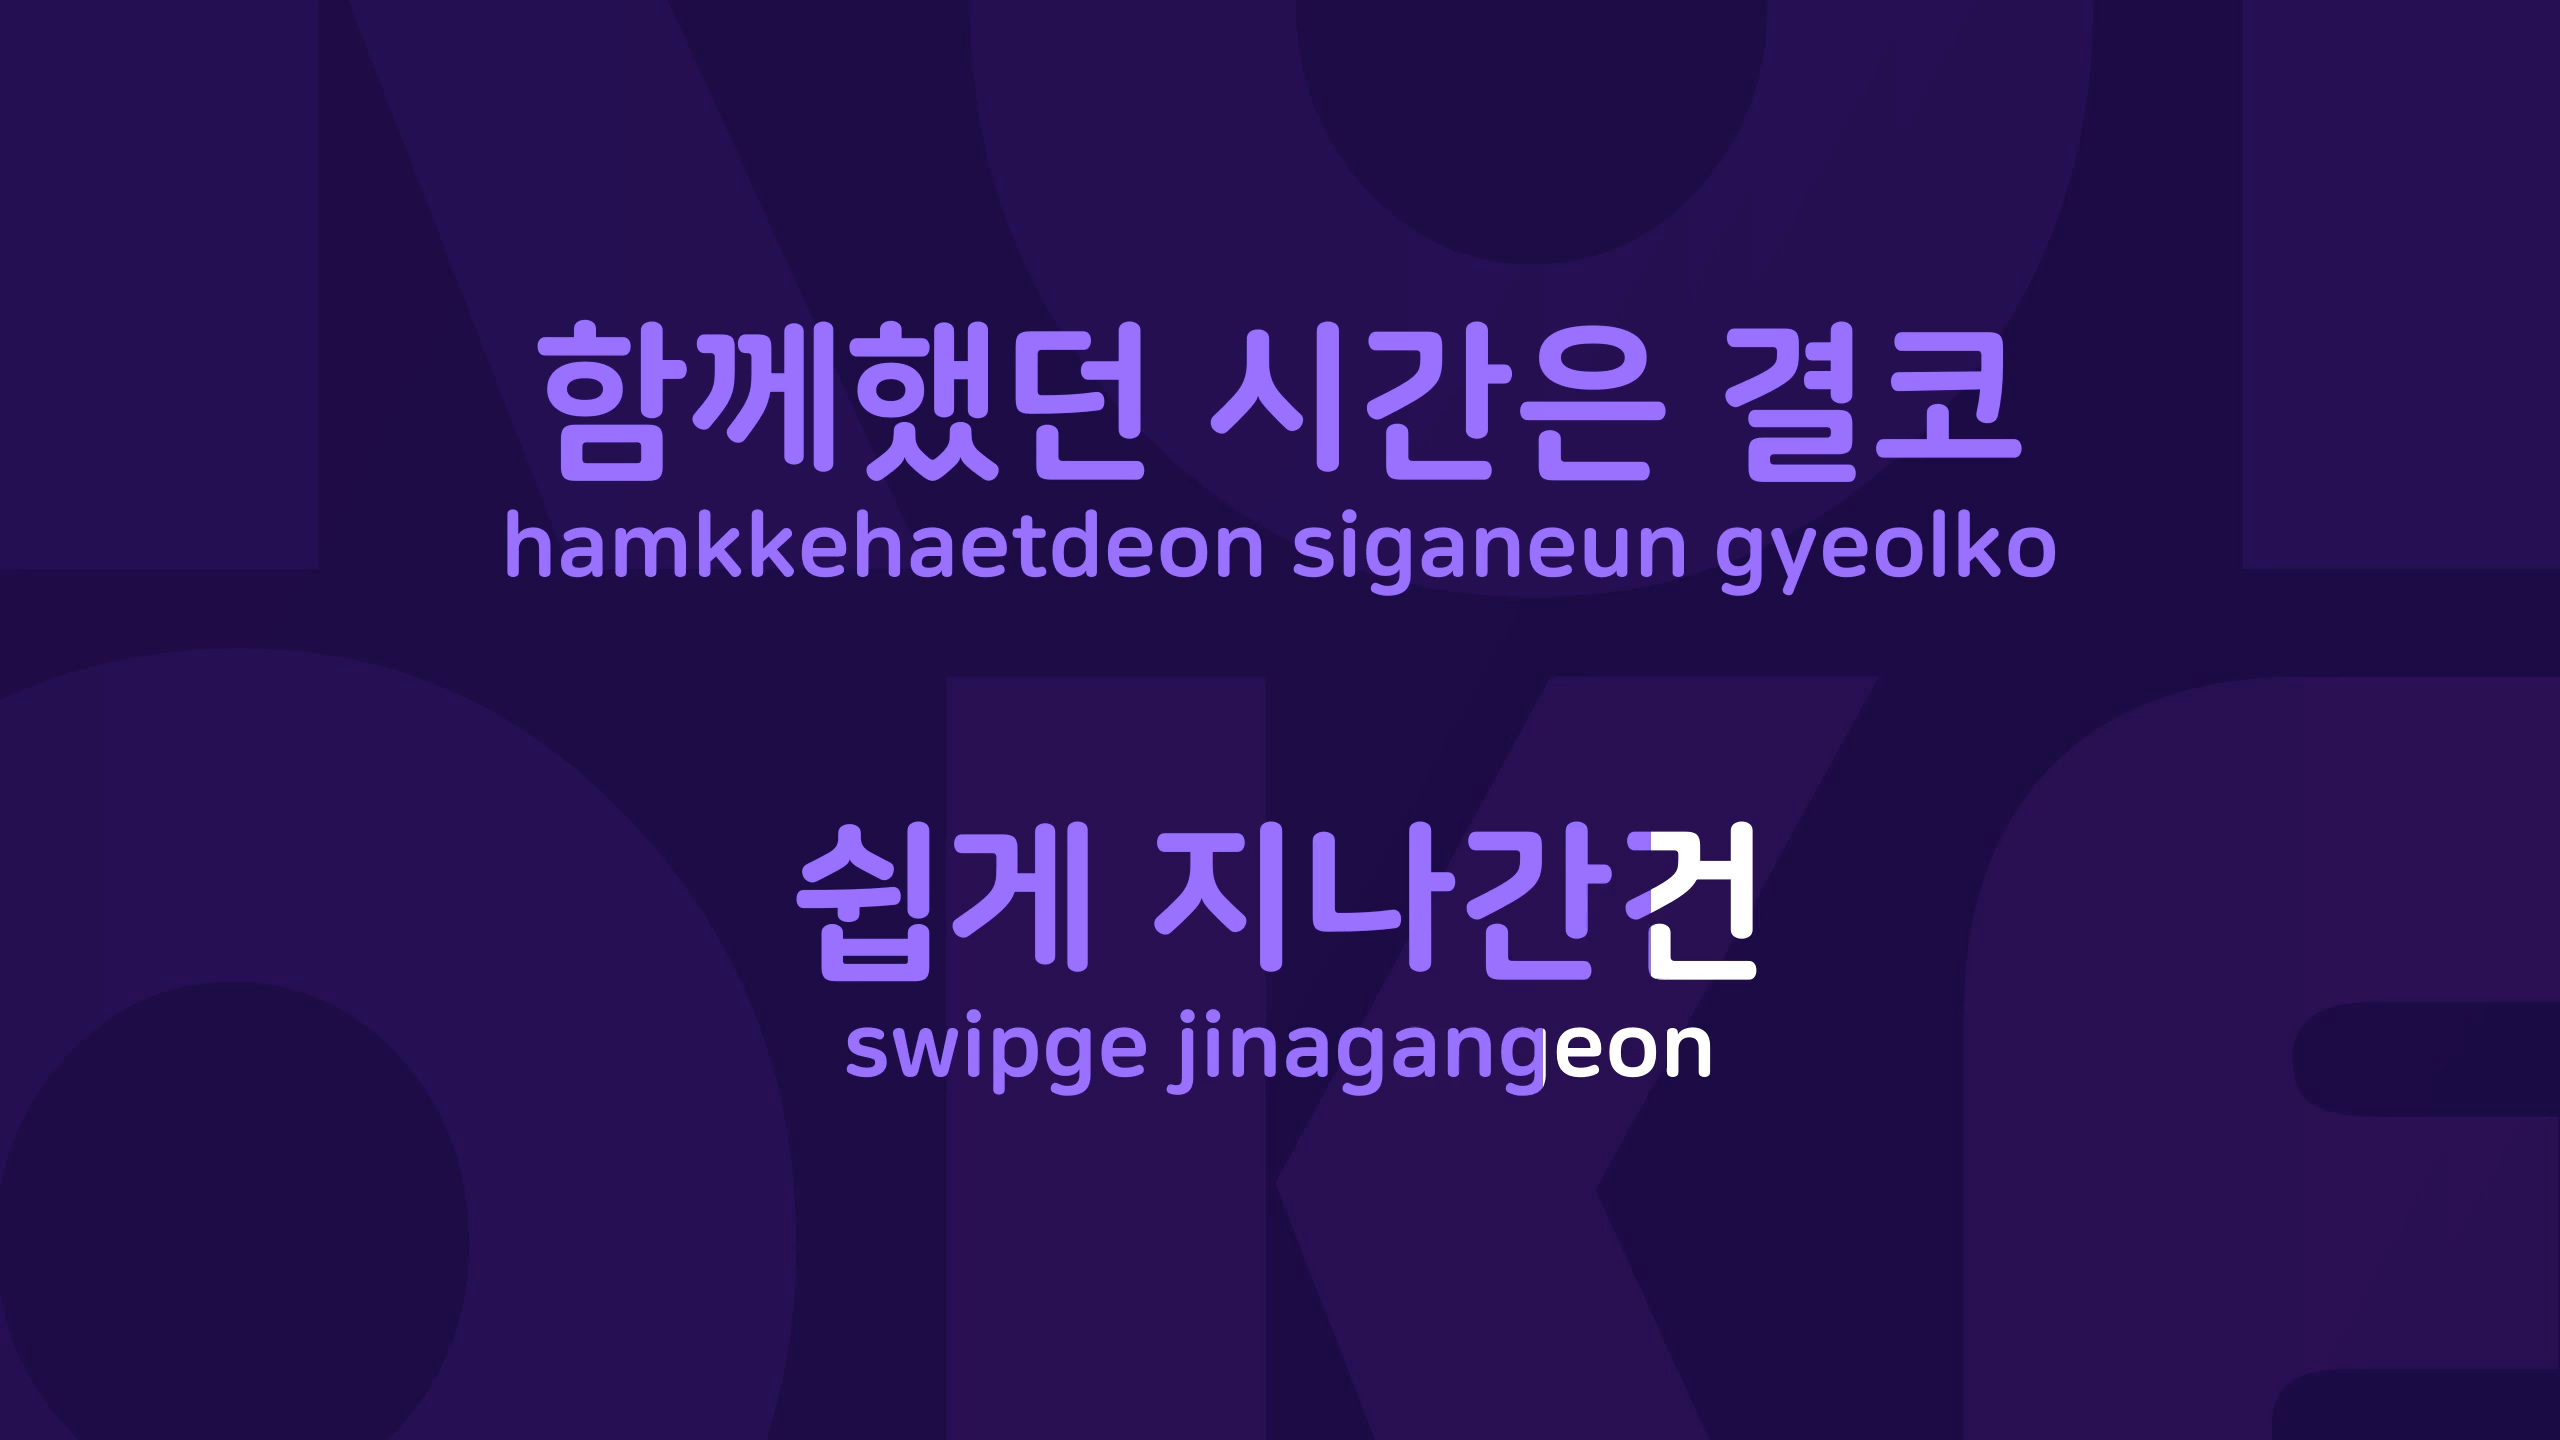 함께했던 시간은 결코
hamkkehaetdeon siganeun gyeolko
쉽게 지나간건
swipge jinagangeon